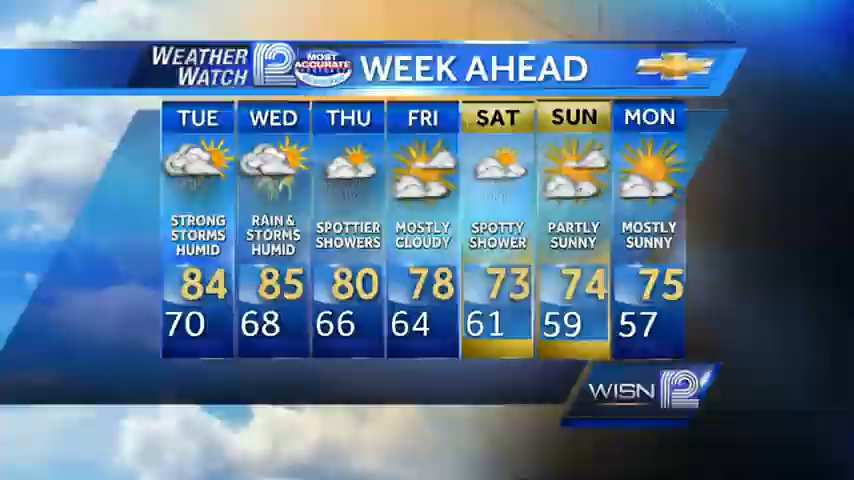 WEATHER WATCH 12 MOST ACCURATE WEEK AHEAD
TUE WED THU FRI SAT SUN MON
STRONG STORMS HUMID
RAIN & STORMS HUMID
SPOTTIER SHOWERS
MOSTLY CLOUDY
SPOTTY SHOWER
PARTLY SUNNY
MOSTLY SUNNY
84 85 80 78 73 74 75
70 68 66 64 61 59 57
WISN 12